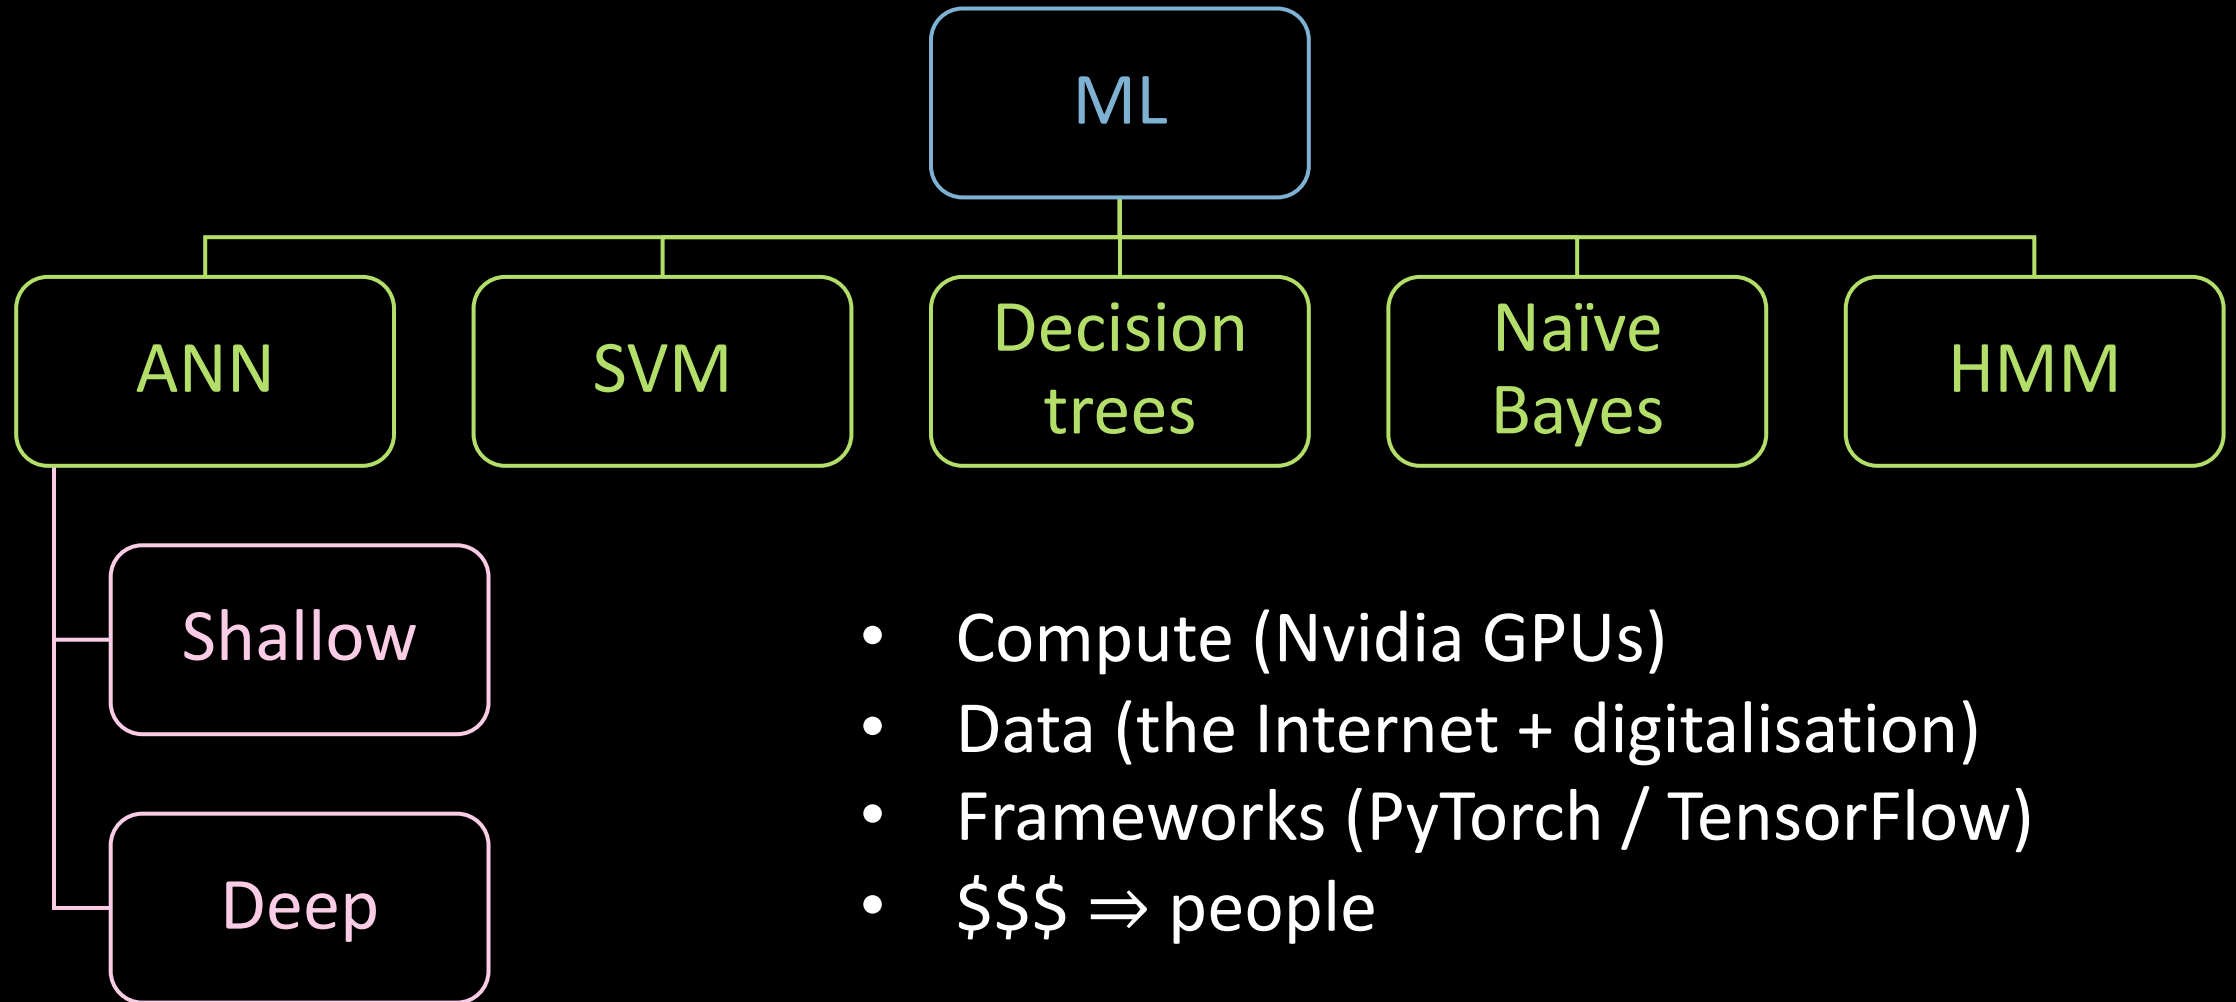 ML
ANN
SVM
Decision
trees
Naïve
Bayes
HMM
Shallow
Deep
• Compute (Nvidia GPUs)
• Data (the Internet + digitalisation)
• Frameworks (PyTorch / TensorFlow)
• $$$ ⇒ people